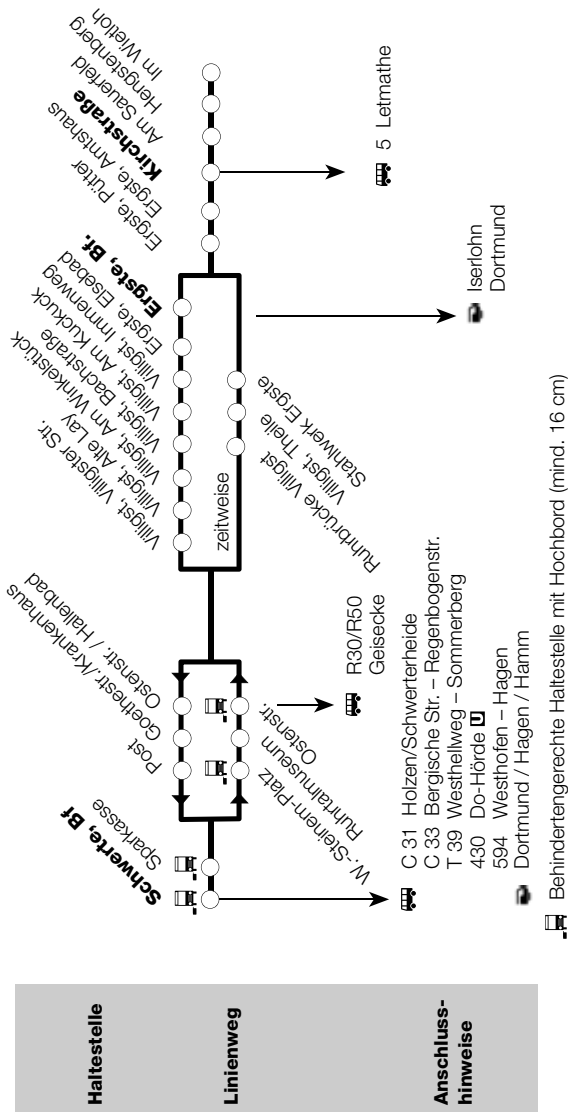 Haltestelle
Schwerte, Bf
Sparkasse
Post
Goethestr./Krankenhaus
Ostenstr. / Hallenbad
Villigst, Villigster Str.
Villigst, Alte Lay
Villigst, Am Winkelstück
Villigst, Bachstraße
Villigst, Am Kuckuck
Villigst, Immenweg
Ergste, Elsebad
Ergste, Bf.
Ergste, Pütter
Ergste, Amtshaus
Kirchstraße
Am Sauerfeld
Hengstenberg
Im Wietloh
Linienweg
zeitweise
W.-Steinem-Platz
Ruhrtalmuseum
Ostenstr.
Ruhrbrücke Villigst
Villigst, Theile
Stahlwerk Ergste
Anschluss-
hinweise
C 31 Holzen/Schwerterheide
C 33 Bergische Str. – Regenbogenstr.
T 39 Westhellweg – Sommerberg
430 Do-Hörde U
594 Westhofen – Hagen
Dortmund / Hagen / Hamm
R30/R50
Geisecke
Iserlohn
Dortmund
5 Letmathe
Behindertengerechte Haltestelle mit Hochbord (mind. 16 cm)